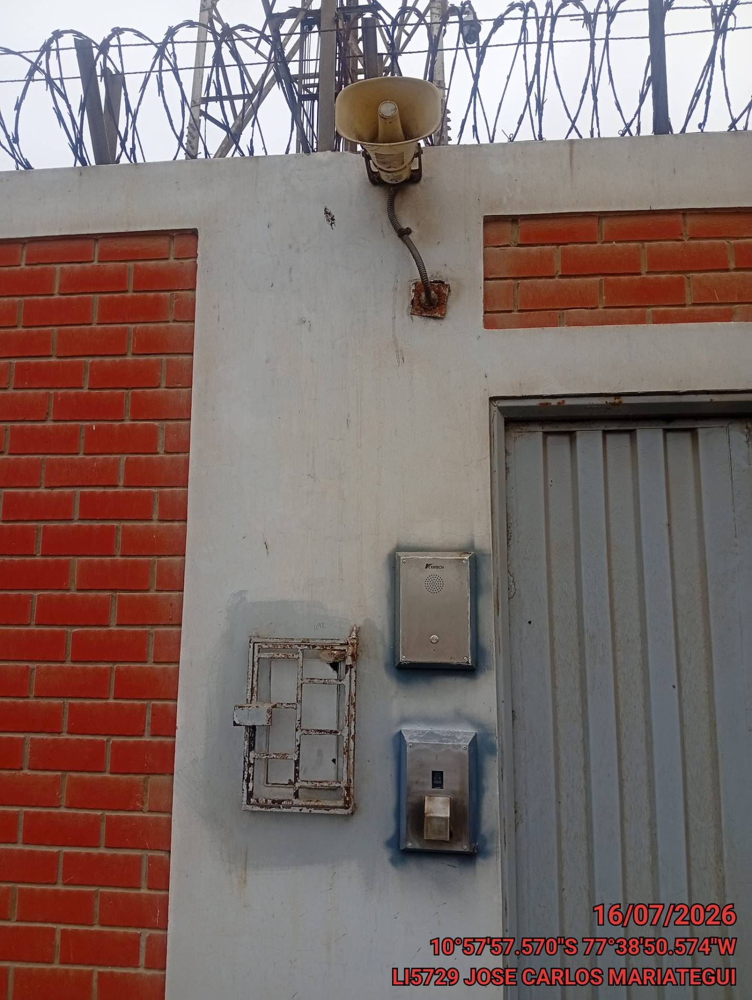 KNTECH
1192
16/07/2026
10°57'57.570"S 77°38'50.574"W
LI5729 JOSE CARLOS MARIATEGUI